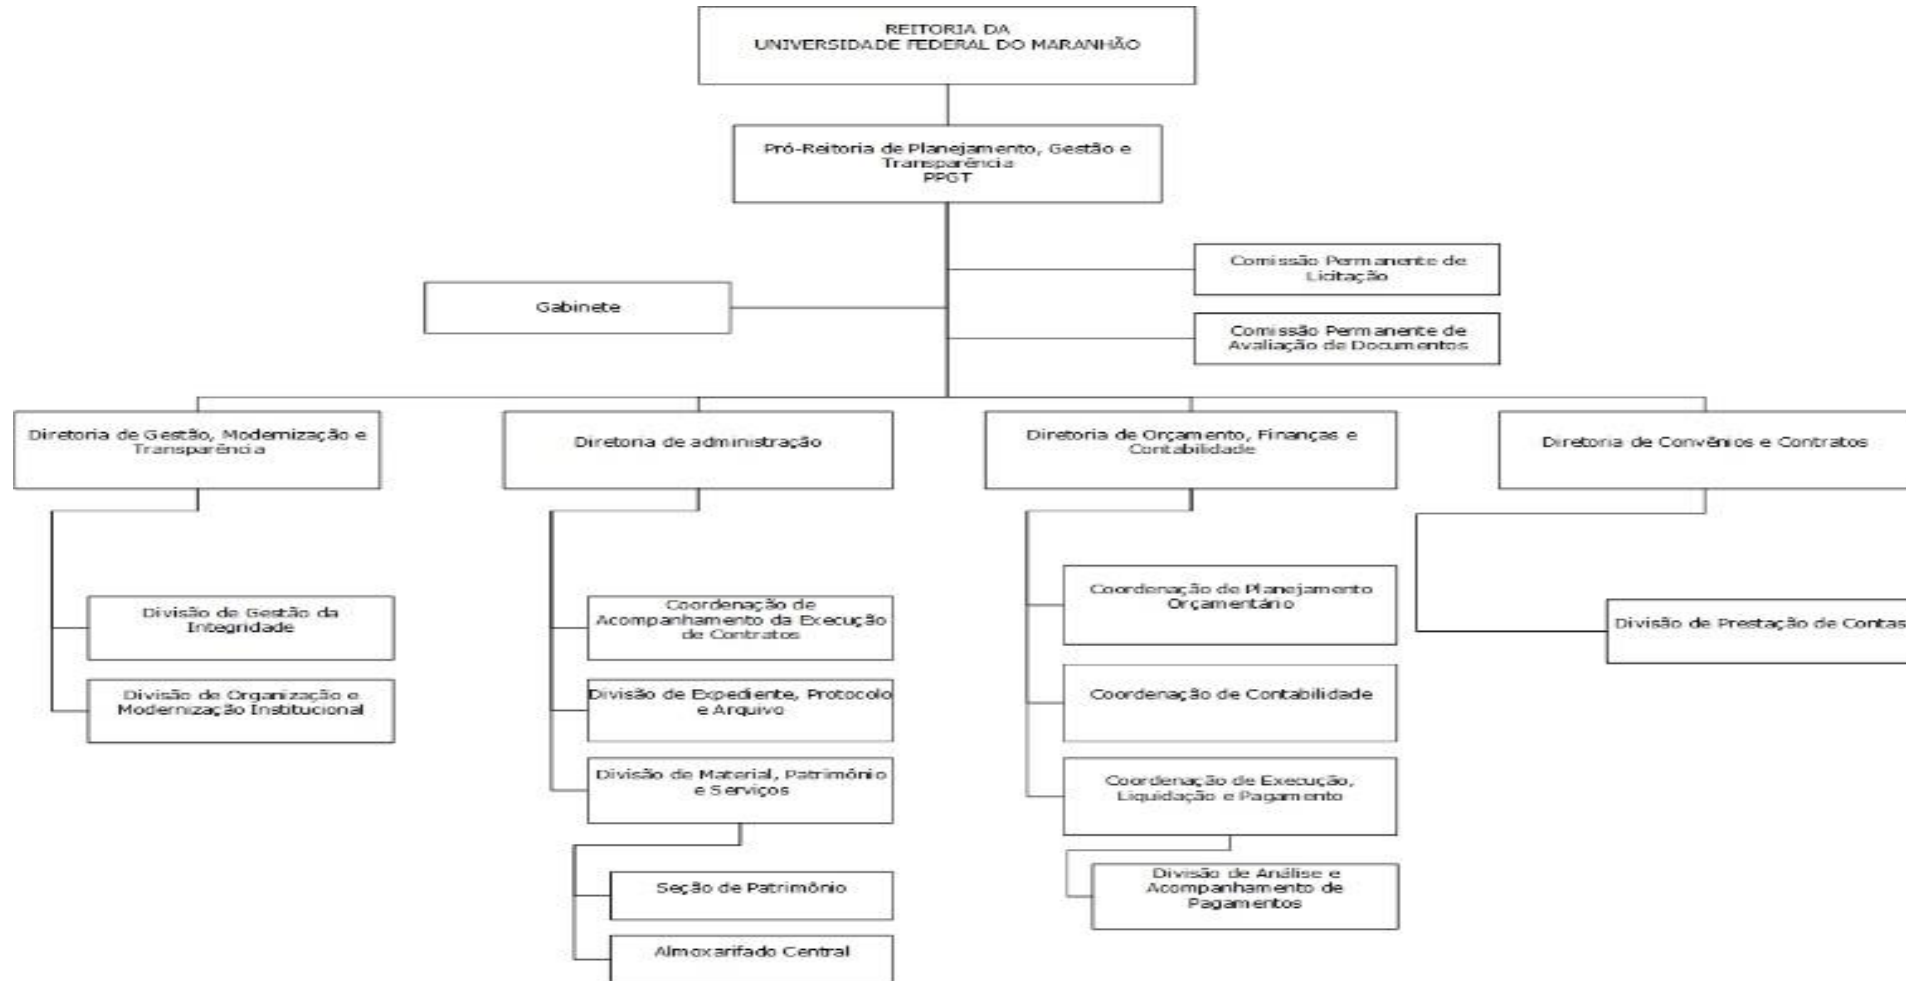 REITORIA DA
UNIVERSIDADE FEDERAL DO MARANHÃO
Pró-Reitoria de Planejamento, Gestão e
Transparência
PPGT
Comissão Permanente de
Licitação
Gabinete
Comissão Permanente de
Avaliação de Documentos
Diretoria de Gestão, Modernização e
Transparência
Diretoria de administração
Diretoria de Orçamento, Finanças e
Contabilidade
Diretoria de Convênios e Contratos
Divisão de Gestão da
Integridade
Divisão de Organização e
Modernização Institucional
Coordenação de
Acompanhamento da Execução
de Contratos
Divisão de Expediente, Protocolo
e Arquivo
Divisão de Material, Patrimônio
e Serviços
Seção de Patrimônio
Almoxarifado Central
Coordenação de Planejamento
Orçamentário
Coordenação de Contabilidade
Coordenação de Execução,
Liquidação e Pagamento
Divisão de Análise e
Acompanhamento de
Pagamentos
Divisão de Prestação de Contas